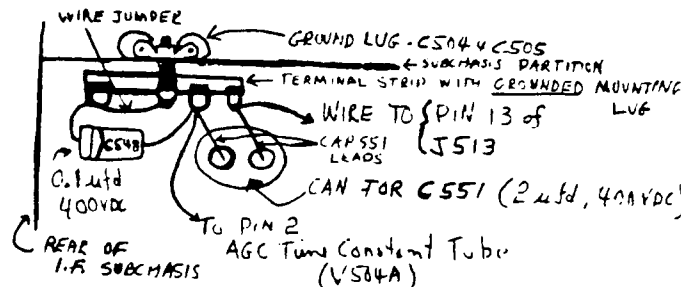 WIRE JUMPER
GROUND LUG - C504 & C505
SUBCHASIS PARTITION
TERMINAL STRIP WITH GROUNDED MOUNTING
LUG
WIRE TO PIN 13 of
J513
CAP 551
LEADS
C548
0.1 ufd
400VDC
CAN FOR C551 (2 ufd, 400VDC)
TO PIN 2
AGC Time Constant Tube
(V504A)
REAR OF
I.F. SUBCHASIS